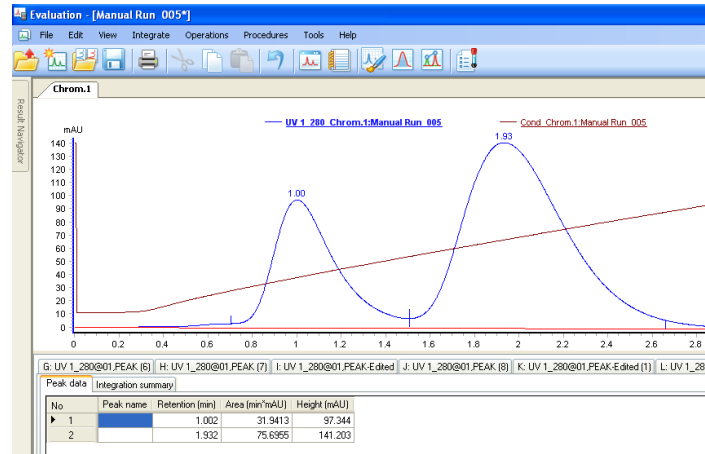 Evaluation - [Manual Run 005*]
File Edit View Integrate Operations Procedures Tools Help
Chrom.1
Result Navigator
UV 1_280 Chrom.1:Manual Run 005
Cond Chrom.1:Manual Run 005
mAU
140
130
120
110
100
90
80
70
60
50
40
30
20
10
0
1.00
1.93
0 0.2 0.4 0.6 0.8 1 1.2 1.4 1.6 1.8 2.0 2.2 2.4 2.6 2.8
G: UV 1_280@01,PEAK (6) H: UV 1_280@01,PEAK (7) I: UV 1_280@01,PEAK-Edited J: UV 1_280@01,PEAK (8) K: UV 1_280@01,PEAK-Edited (1) L: UV 1_28
Peak data Integration summary
No Peak name Retention (min) Area (min*mAU) Height (mAU)
1 1.002 31.9413 97.344
2 1.932 75.6955 141.203